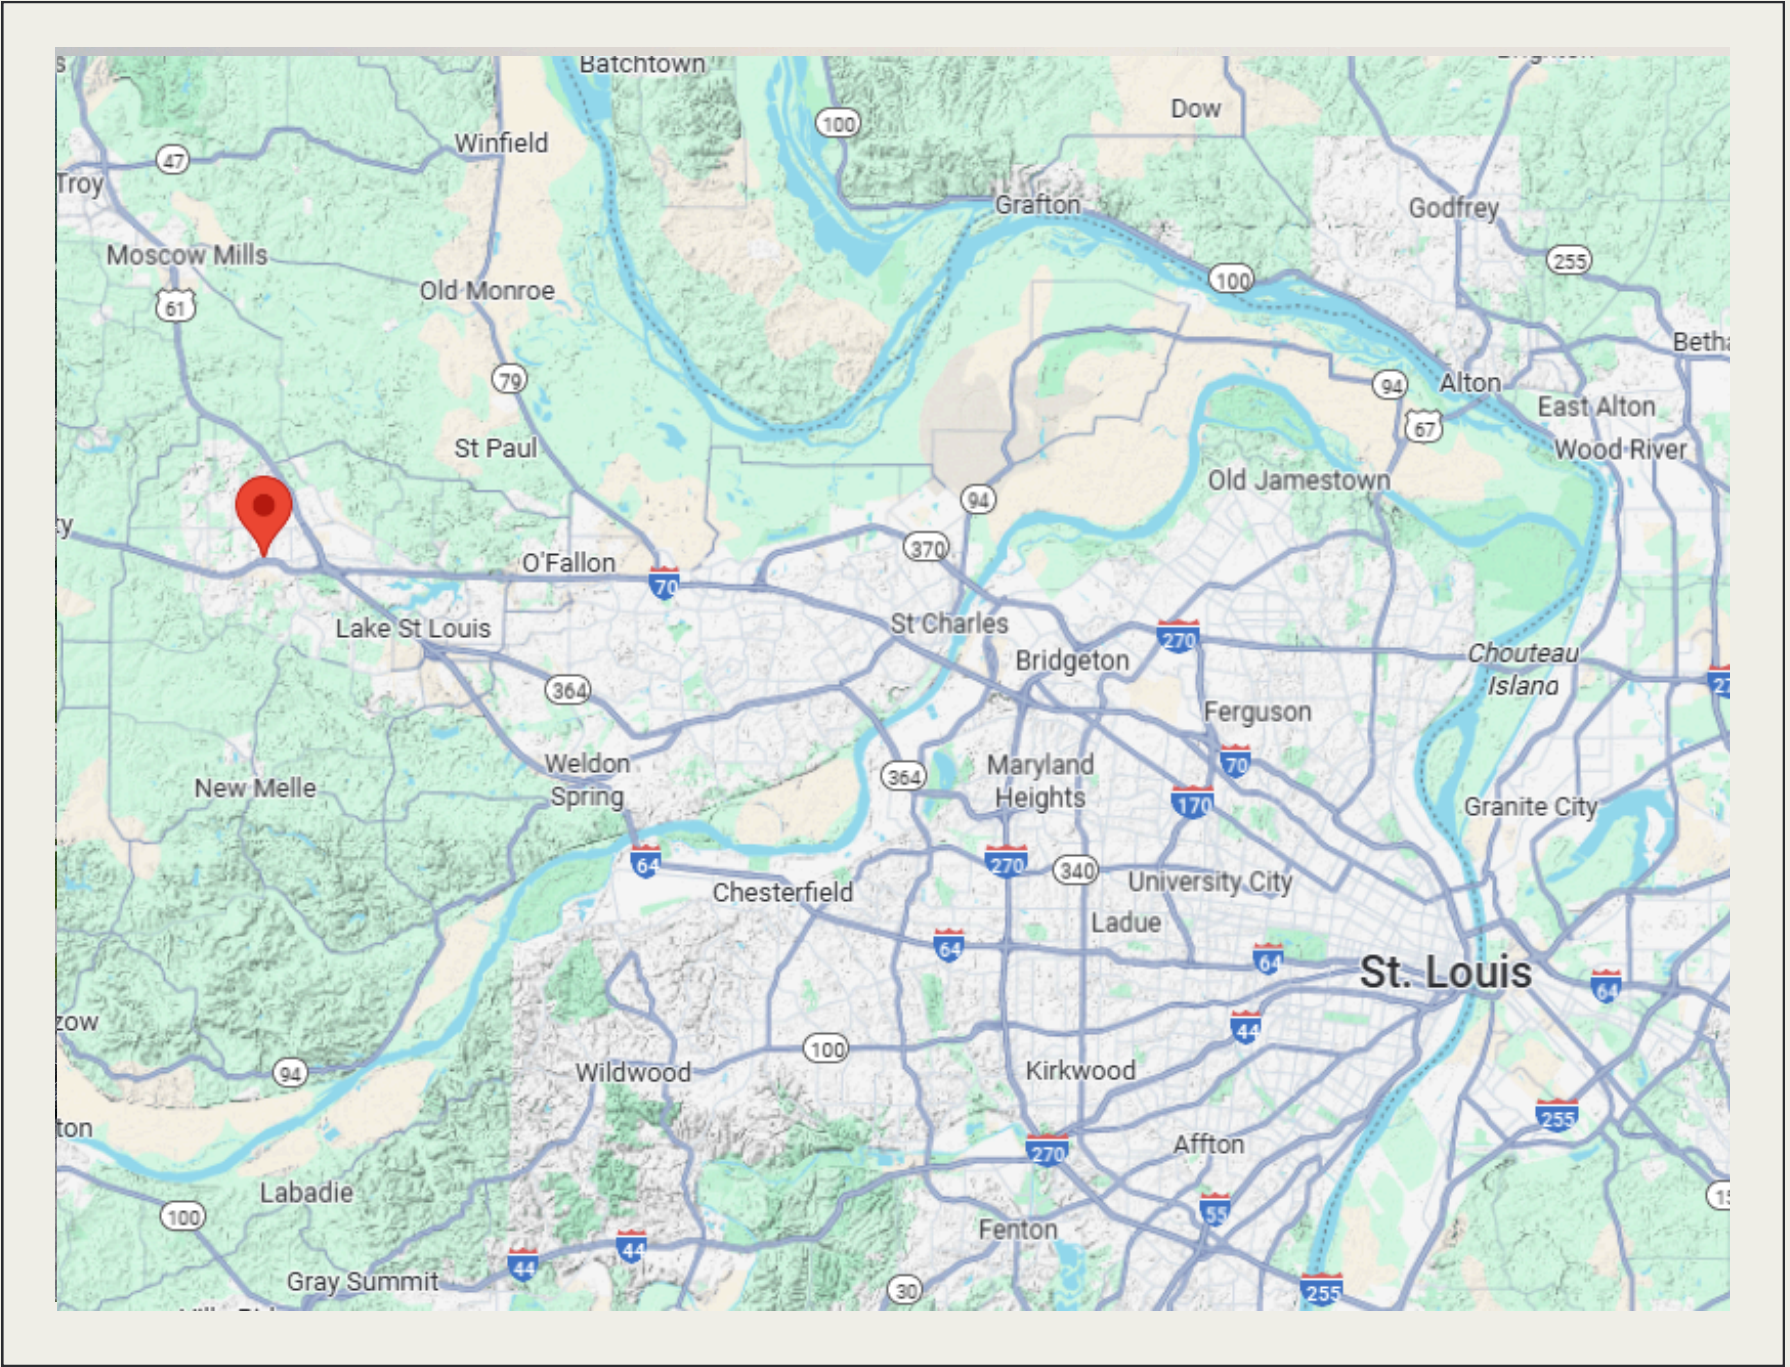 Batchtown
100
Dow
Winfield
47
Troy
Grafton
Godfrey
Moscow Mills
255
100
Old Monroe
61
79
94
Alton
East Alton
67
St Paul
Wood River
Old Jamestown
94
370
O'Fallon
70
St Charles
Lake St Louis
270
Bridgeton
Chouteau
Island
364
Ferguson
Weldon
Spring
364
Maryland
Heights
70
New Melle
170
Granite City
64
270
340
University City
Chesterfield
Ladue
64
64
St. Louis
64
44
100
94
Wildwood
Kirkwood
255
270
Affton
Labadie
100
55
Fenton
44
44
Gray Summit
30
255